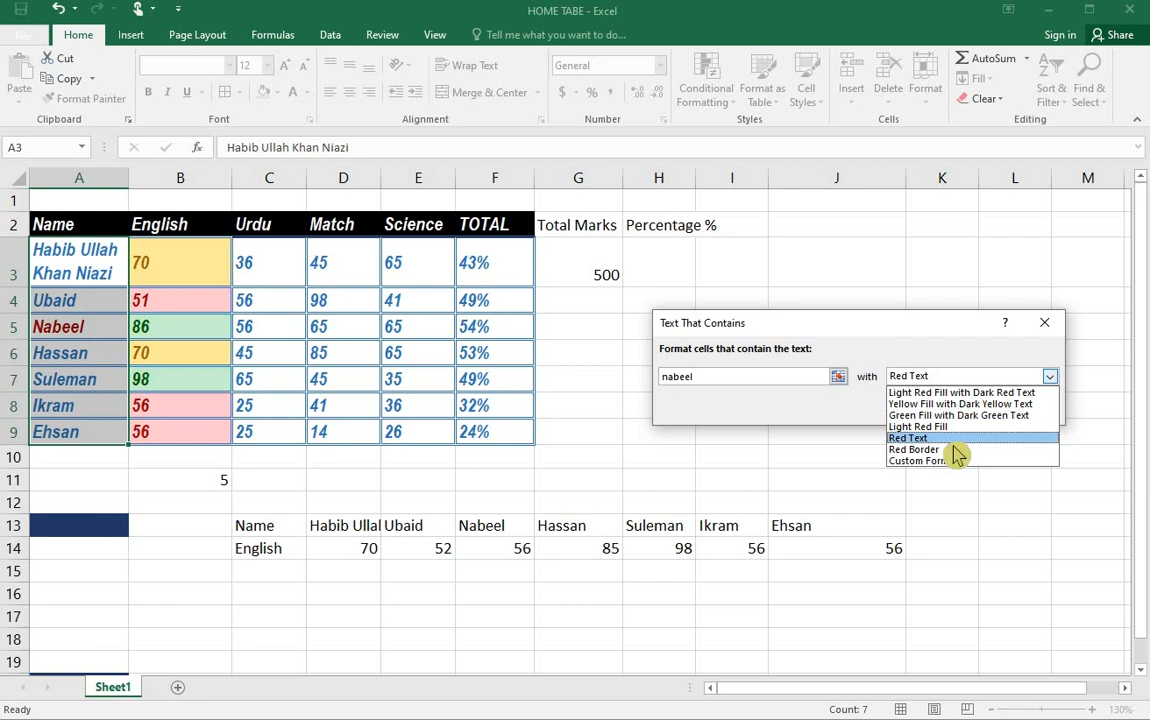 HOME TABE - Excel
File Home Insert Page Layout Formulas Data Review View Tell me what you want to do... Sign in Share
Paste Cut Copy Format Painter Clipboard
12 Font
Wrap Text Merge & Center Alignment
General Number
Conditional Formatting Format as Table Cell Styles Styles
Insert Delete Format Cells
AutoSum Fill Clear Sort & Filter Find & Select Editing
A3 Habib Ullah Khan Niazi
A B C D E F G H I J K L M
1
2 Name English Urdu Match Science TOTAL Total Marks Percentage %
3 Habib Ullah Khan Niazi 70 36 45 65 43% 500
4 Ubaid 51 56 98 41 49%
5 Nabeel 86 56 65 65 54%
6 Hassan 70 45 85 65 53%
7 Suleman 98 65 45 35 49%
8 Ikram 56 25 41 36 32%
9 Ehsan 56 25 14 26 24%
10
11 5
12
13 Name Habib Ullal Ubaid Nabeel Hassan Suleman Ikram Ehsan
14 English 70 52 56 85 98 56 56
15
16
17
18
19
Text That Contains ?
Format cells that contain the text:
nabeel with Red Text
Light Red Fill with Dark Red Text
Yellow Fill with Dark Yellow Text
Green Fill with Dark Green Text
Light Red Fill
Red Text
Red Border
Custom
Sheet1
Ready Count: 7 130%